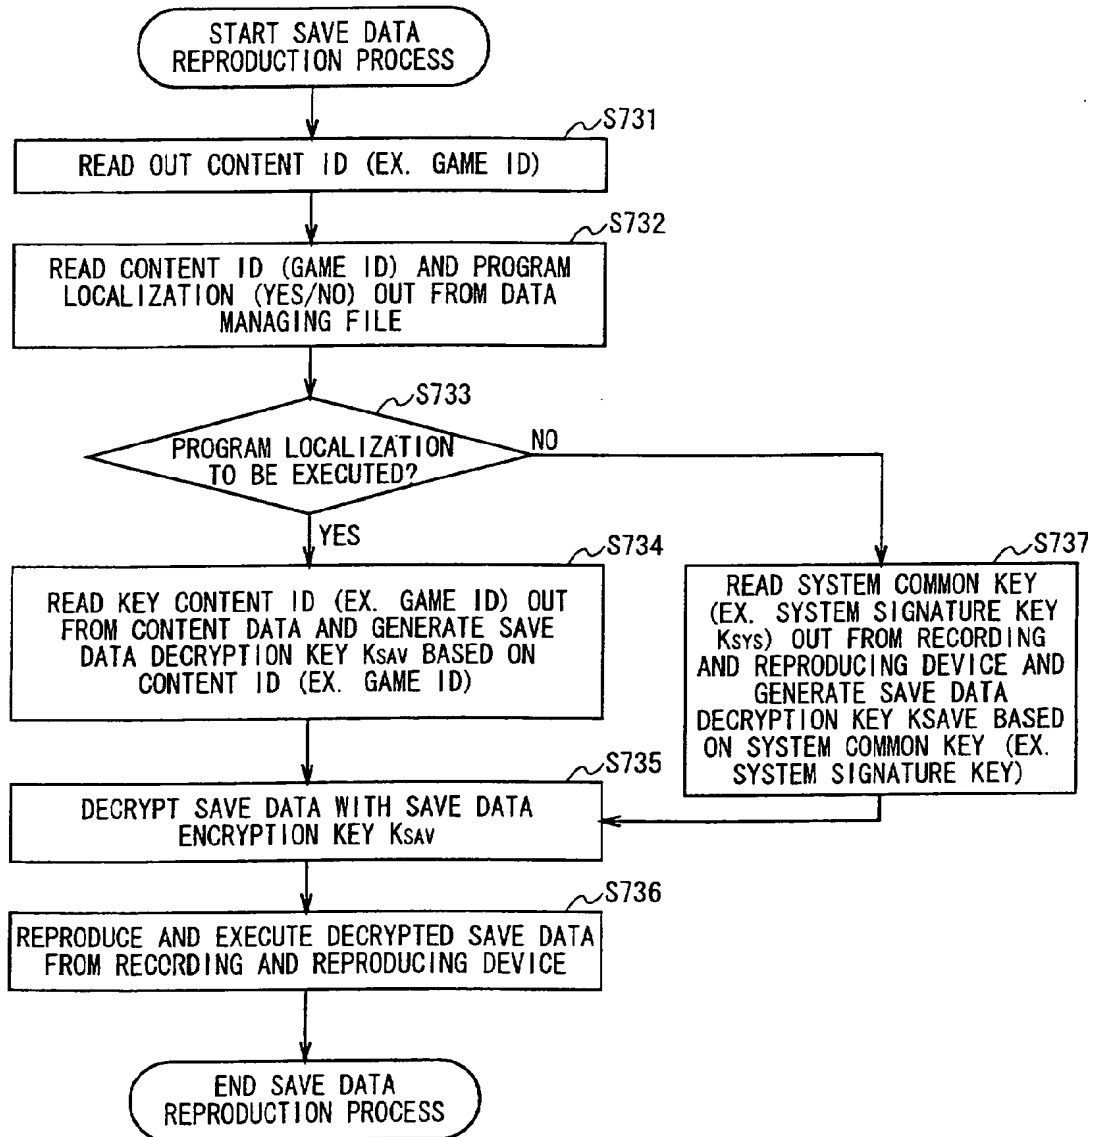 START SAVE DATA
REPRODUCTION PROCESS
S731
READ OUT CONTENT ID (EX. GAME ID)
S732
READ CONTENT ID (GAME ID) AND PROGRAM
LOCALIZATION (YES/NO) OUT FROM DATA
MANAGING FILE
S733
PROGRAM LOCALIZATION
TO BE EXECUTED?
NO
YES
S734
READ KEY CONTENT ID (EX. GAME ID) OUT
FROM CONTENT DATA AND GENERATE SAVE
DATA DECRYPTION KEY KSAV BASED ON
CONTENT ID (EX. GAME ID)
S737
READ SYSTEM COMMON KEY
(EX. SYSTEM SIGNATURE KEY
KSYS) OUT FROM RECORDING
AND REPRODUCING DEVICE AND
GENERATE SAVE DATA
DECRYPTION KEY KSAVE BASED
ON SYSTEM COMMON KEY (EX.
SYSTEM SIGNATURE KEY)
S735
DECRYPT SAVE DATA WITH SAVE DATA
ENCRYPTION KEY KSAV
S736
REPRODUCE AND EXECUTE DECRYPTED SAVE DATA
FROM RECORDING AND REPRODUCING DEVICE
END SAVE DATA
REPRODUCTION PROCESS